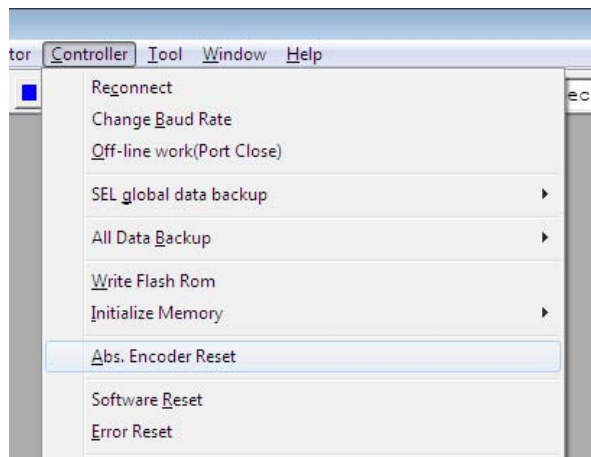 tor Controller Tool Window Help
ec
Reconnect
Change Baud Rate
Off-line work(Port Close)
SEL global data backup
All Data Backup
Write Flash Rom
Initialize Memory
Abs. Encoder Reset
Software Reset
Error Reset